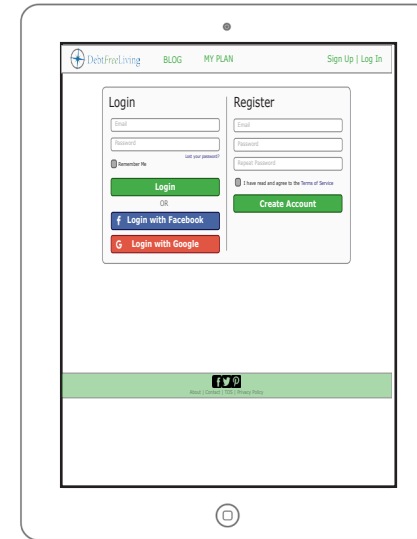 DebtFreeLiving BLOG MY PLAN Sign Up | Log In
Login
Email
Password
Lost your password?
Remember Me
Login
OR
Login with Facebook
Login with Google
Register
Email
Password
Repeat Password
I have read and agree to the Terms of Service
Create Account
About | Contact | TOS | Privacy Policy